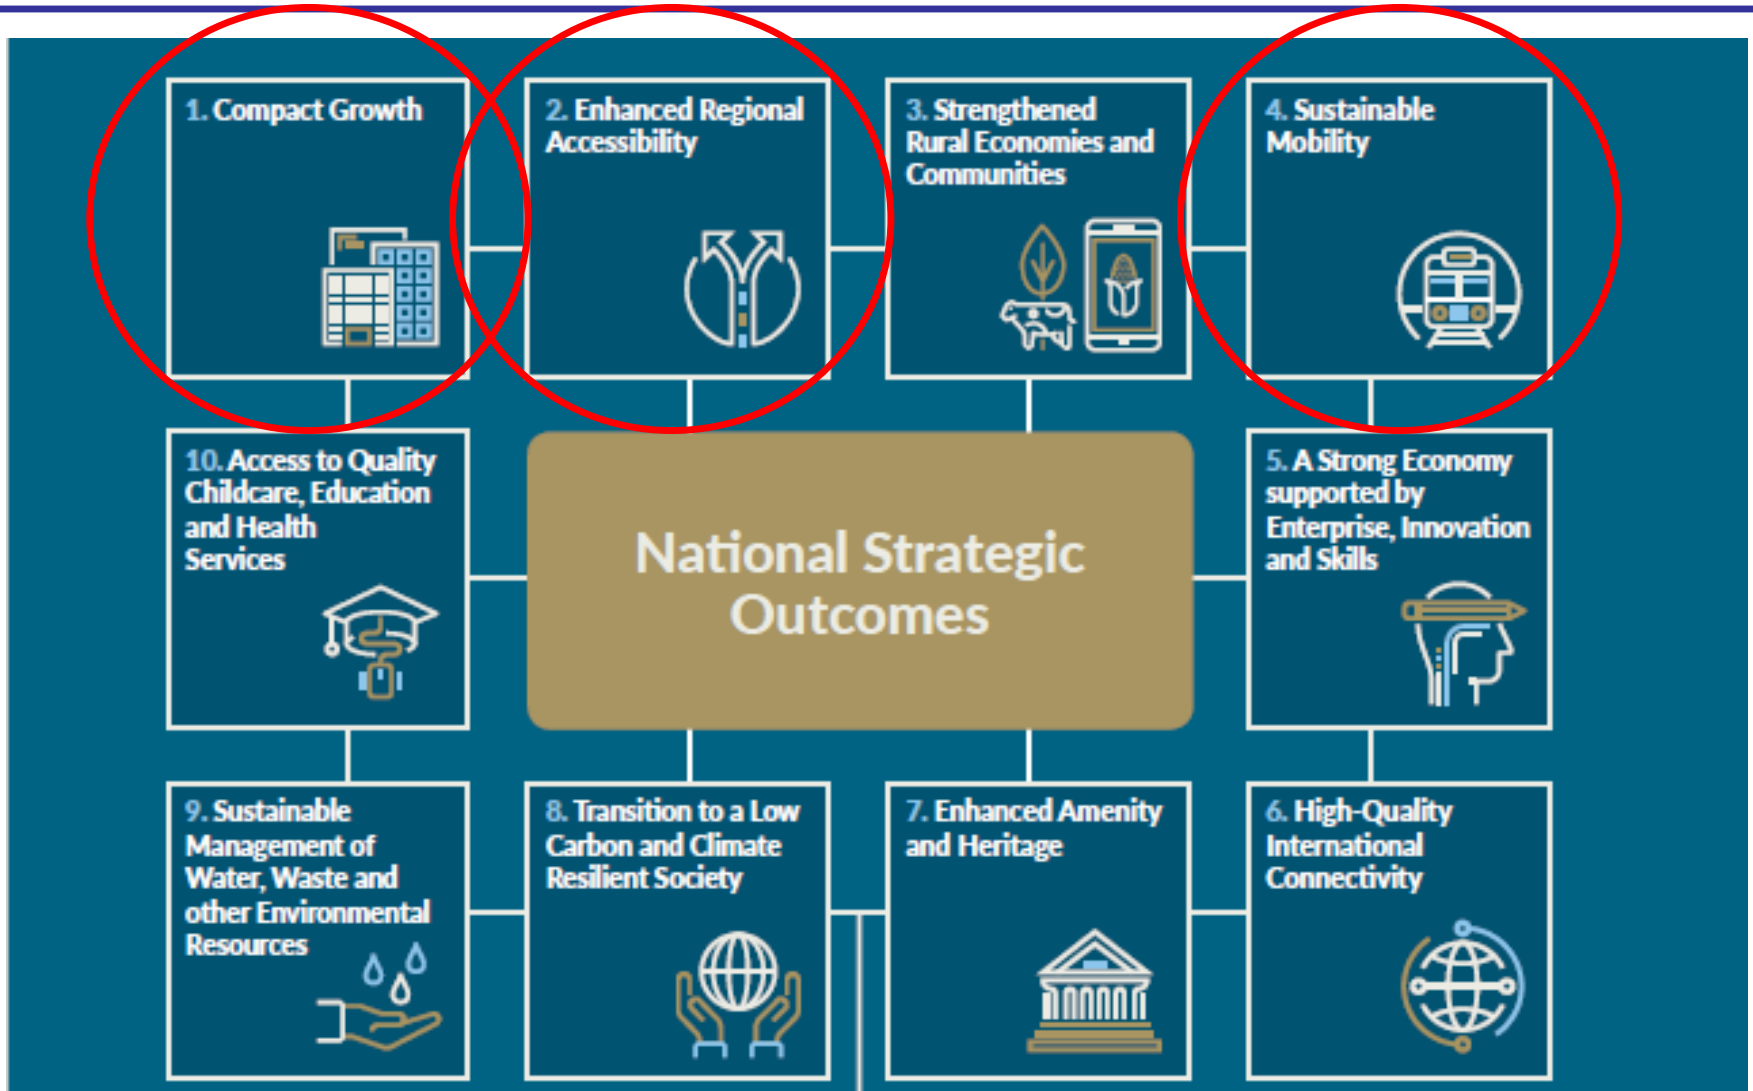 1. Compact Growth
2. Enhanced Regional
Accessibility
3. Strengthened
Rural Economies and
Communities
4. Sustainable
Mobility
10. Access to Quality
Childcare, Education
and Health
Services
National Strategic
Outcomes
5. A Strong Economy
supported by
Enterprise, Innovation
and Skills
9. Sustainable
Management of
Water, Waste and
other Environmental
Resources
8. Transition to a Low
Carbon and Climate
Resilient Society
7. Enhanced Amenity
and Heritage
6. High-Quality
International
Connectivity